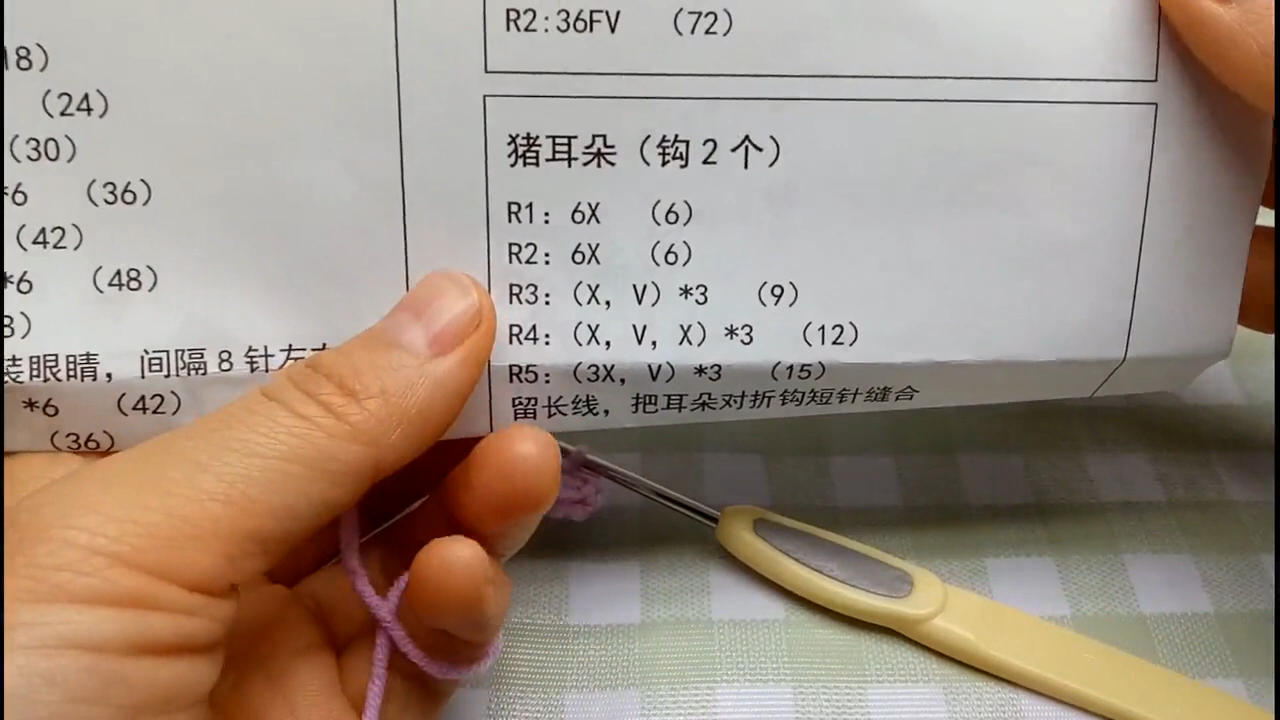 18)
(24)
(30)
*6 (36)
(42)
*6 (48)
装眼睛，间隔8针左右
*6 (42)
(36)
R2:36FV (72)
猪耳朵（钩2个）
R1: 6X (6)
R2: 6X (6)
R3: (X, V) *3 (9)
R4: (X, V, X) *3 (12)
R5: (3X, V) *3 (15)
留长线，把耳朵对折钩短针缝合